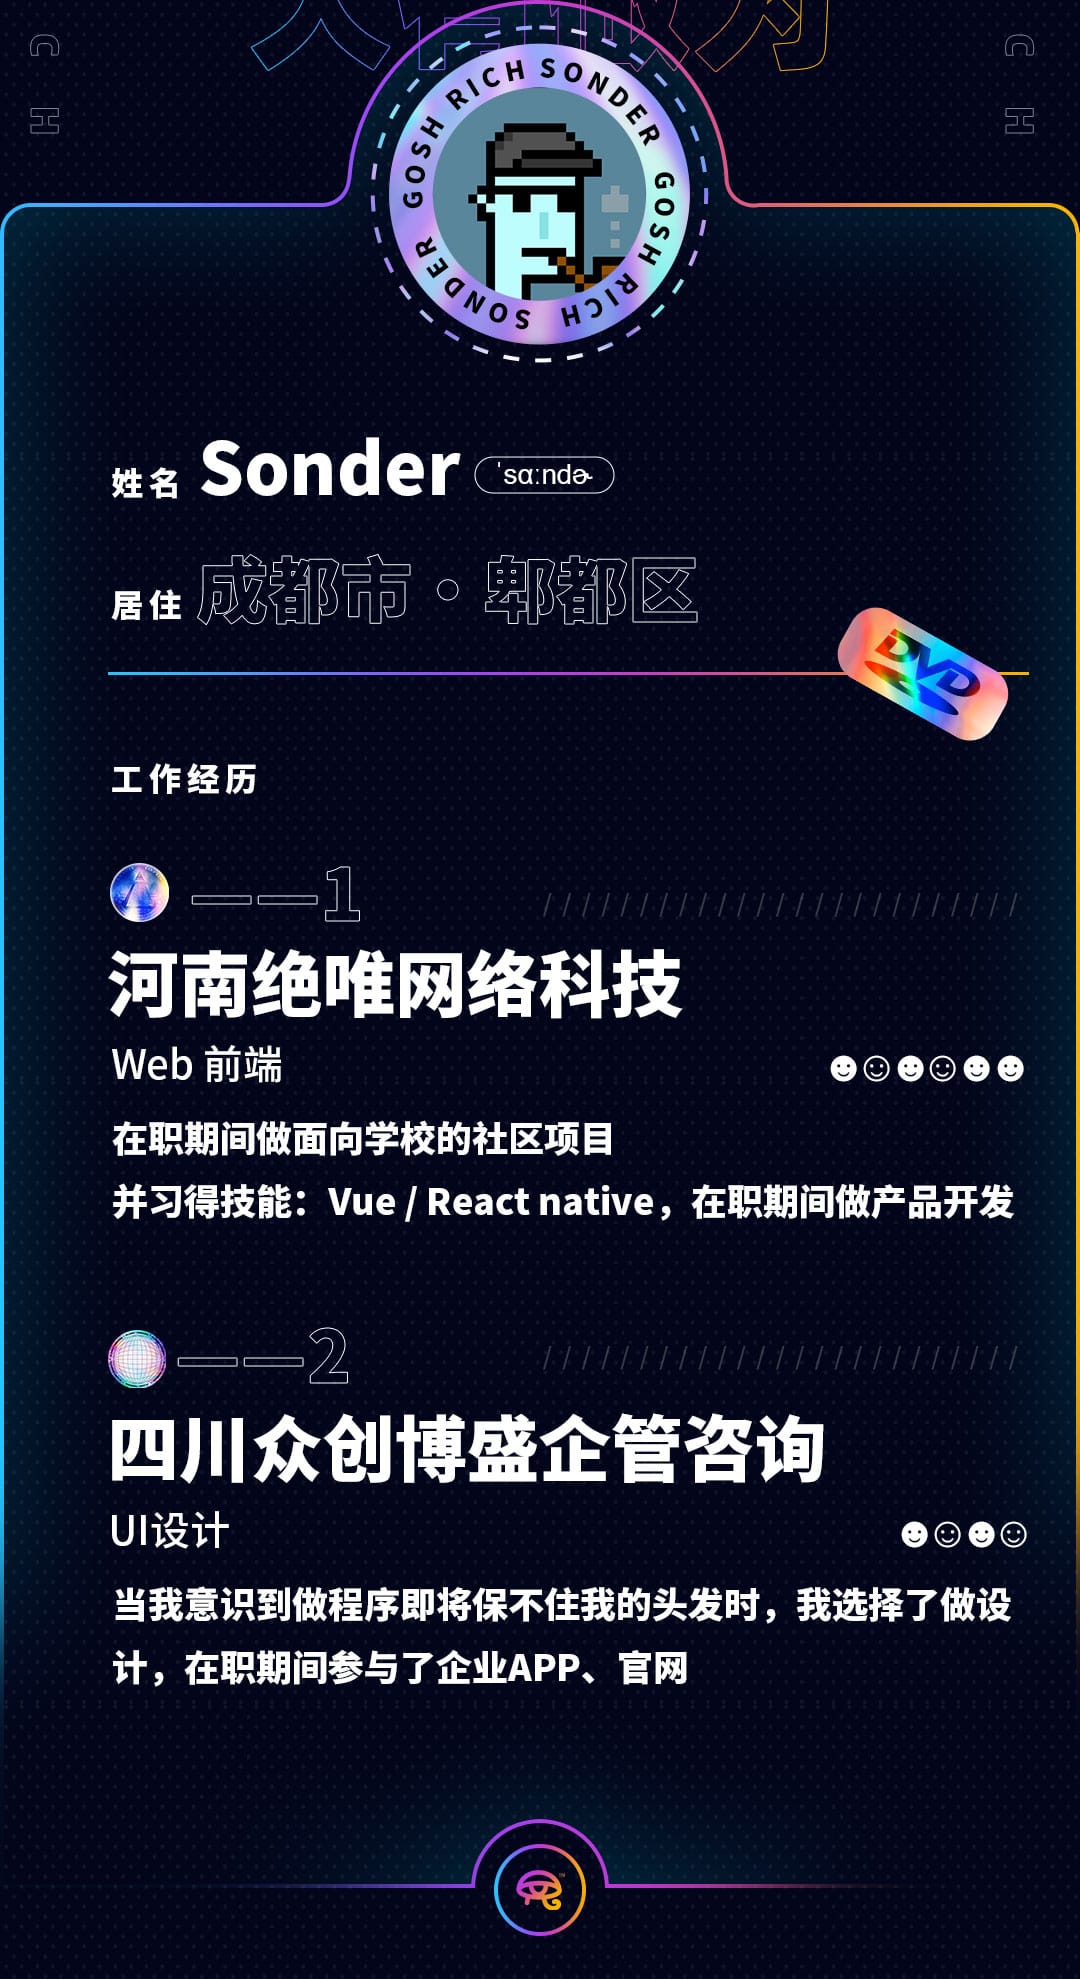 C
C
H
H
GOSH RICH SONDER GOSH RICH SONDER
姓名 Sonder ˈsɑːndɚ
居住 成都市·郫都区
DVD
工作经历
——1
//////////////////////////
河南绝唯网络科技
Web 前端
在职期间做面向学校的社区项目
并习得技能：Vue / React native，在职期间做产品开发
——2
//////////////////////////
四川众创博盛企管咨询
UI设计
当我意识到做程序即将保不住我的头发时，我选择了做设
计，在职期间参与了企业APP、官网